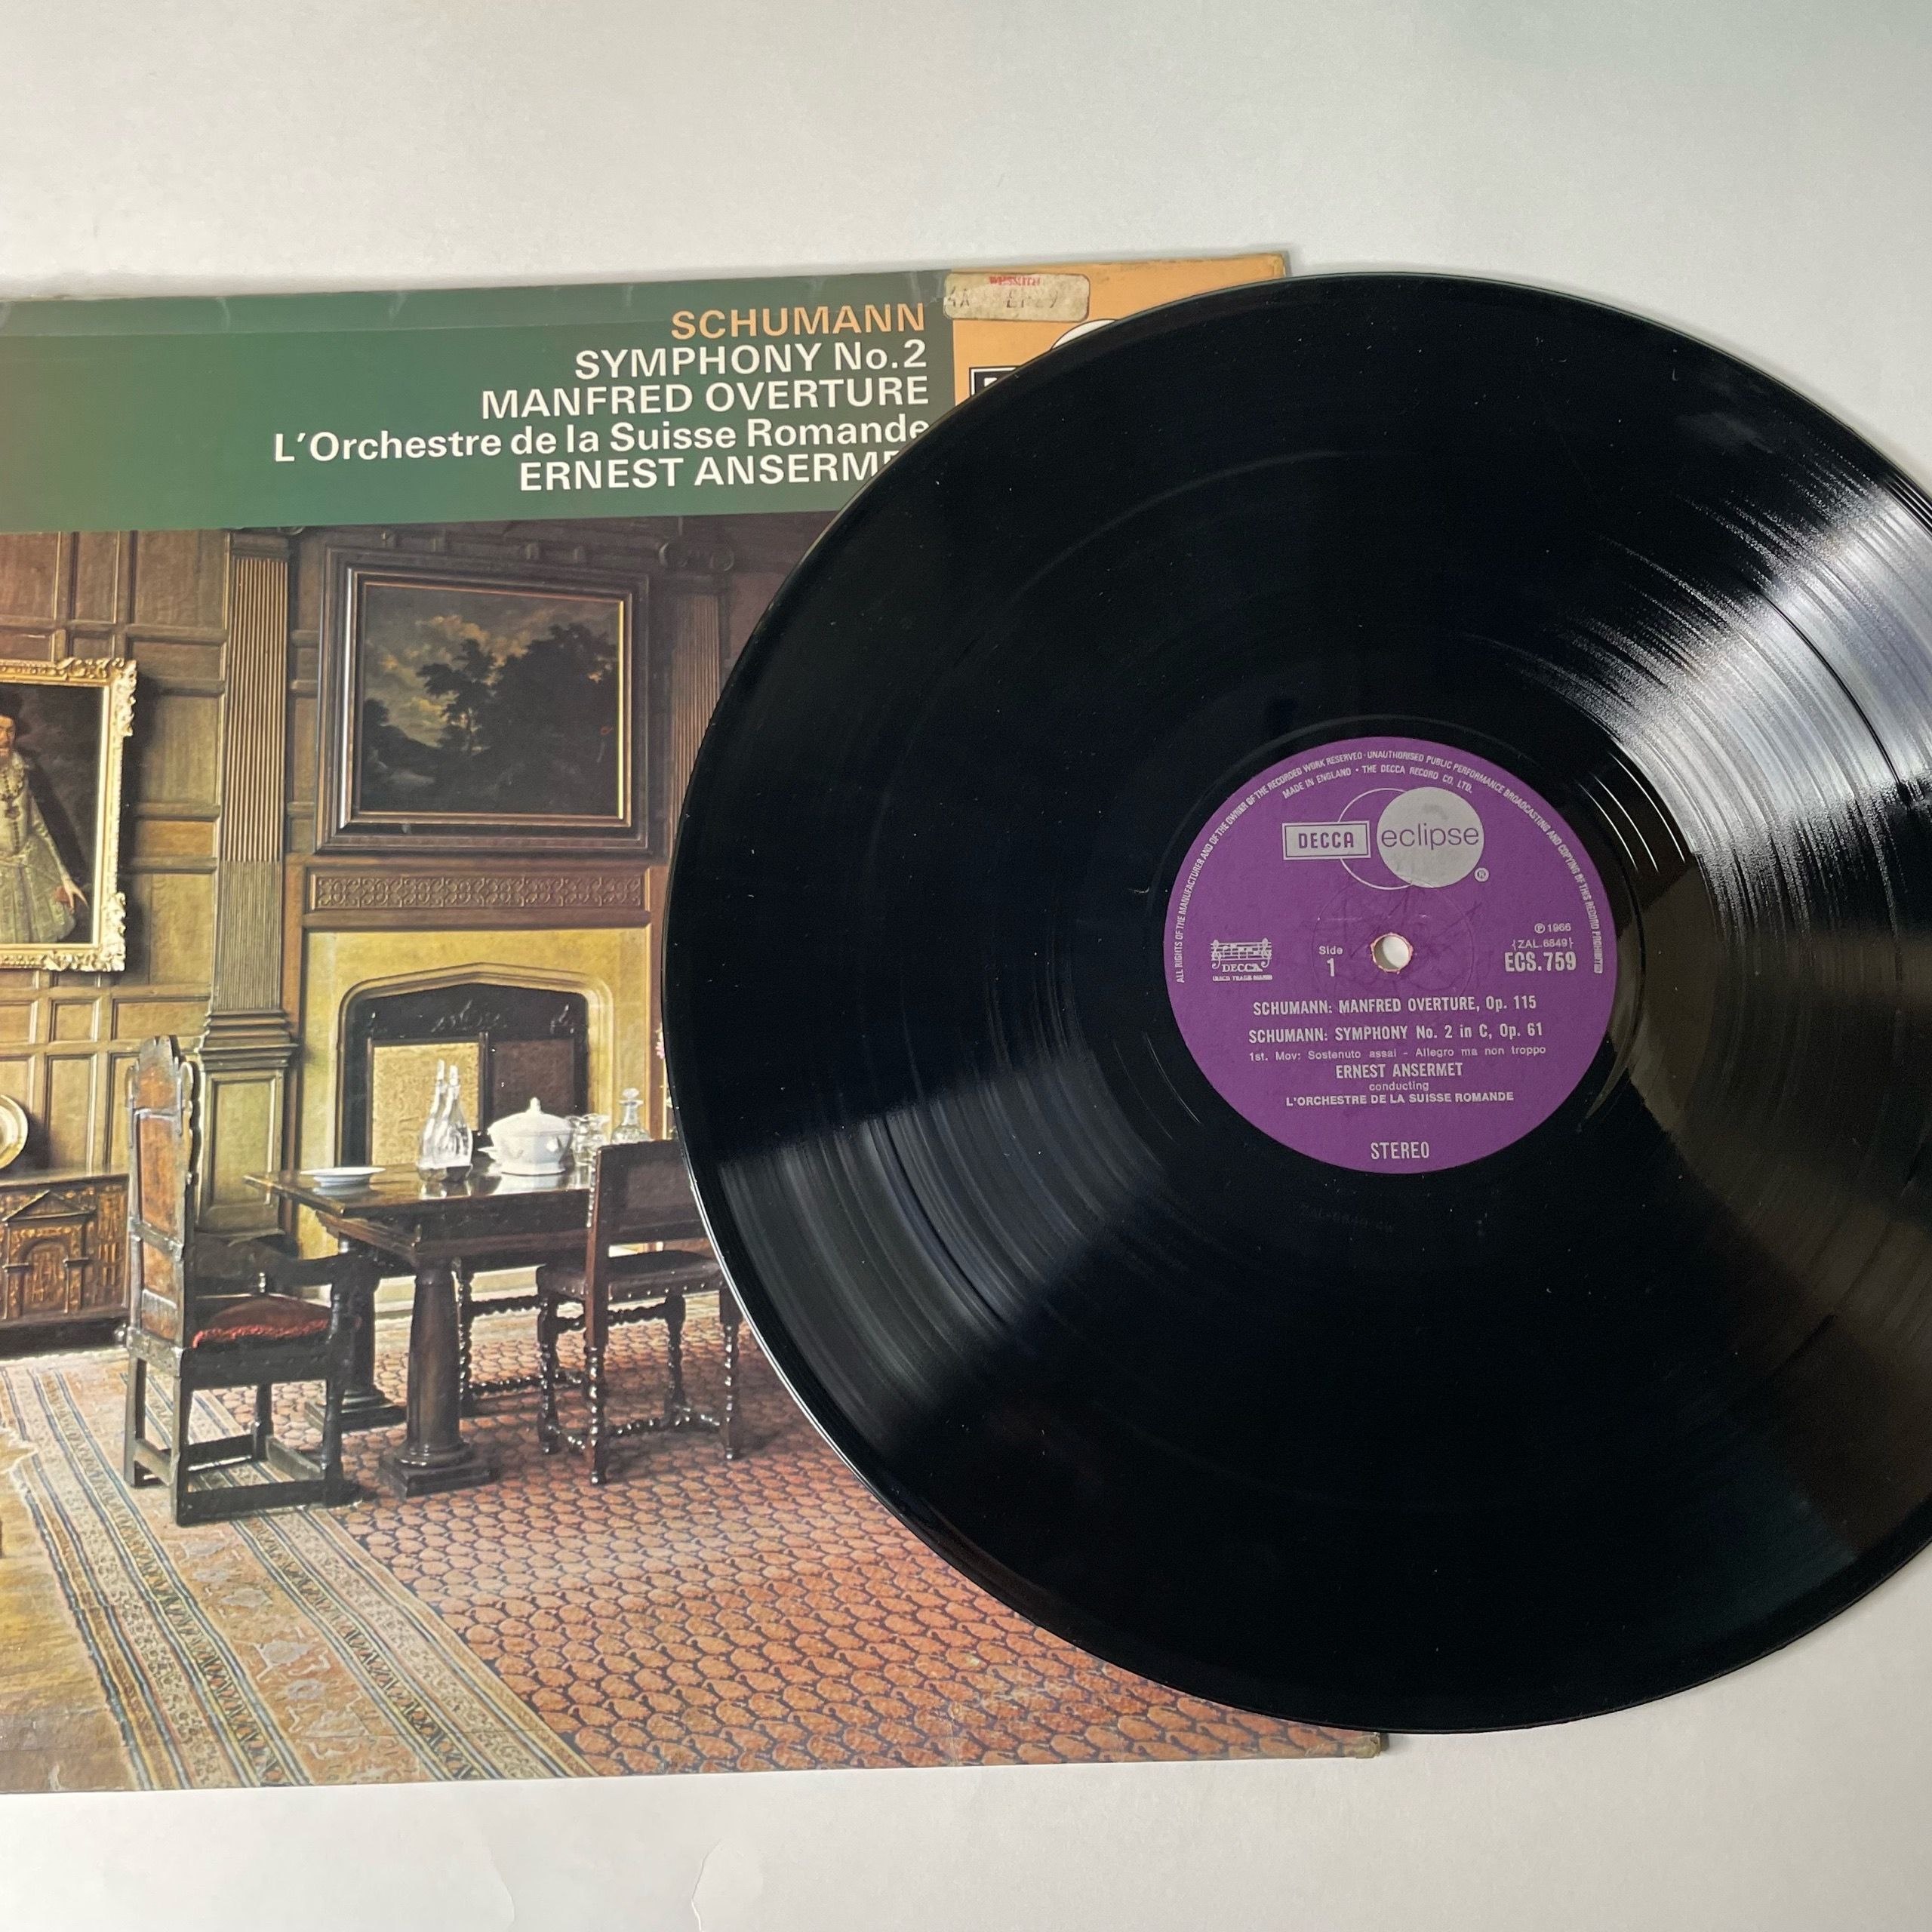 WHSMITH
SCHUMANN
SYMPHONY No.2
MANFRED OVERTURE
L'Orchestre de la Suisse Romande
ERNEST ANSERME
ALL RIGHTS OF THE MANUFACTURER AND OF THE OWNER OF THE RECORDED WORK RESERVED · UNAUTHORISED PUBLIC PERFORMANCE BROADCASTING AND COPYING OF THIS RECORD PROHIBITED
MADE IN ENGLAND · THE DECCA RECORD CO. LTD.
DECCA eclipse
®
℗ 1966
{ZAL.6849}
ECS.759
Side
1
DECCA
SCHUMANN: MANFRED OVERTURE, Op. 115
SCHUMANN: SYMPHONY No. 2 in C, Op. 61
1st. Mov: Sostenuto assai - Allegro ma non troppo
ERNEST ANSERMET
conducting
L'ORCHESTRE DE LA SUISSE ROMANDE
STEREO